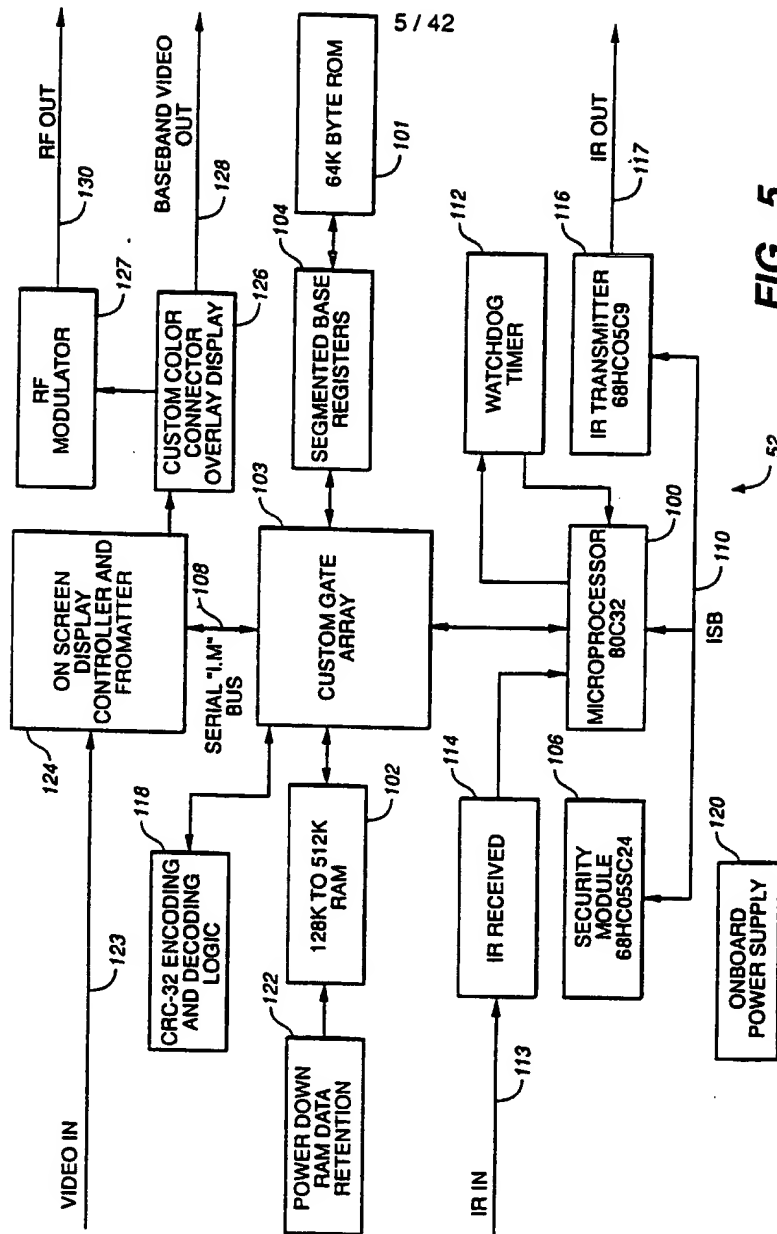 5 / 42
VIDEO IN
123
124
ON SCREEN
DISPLAY
CONTROLLER AND
FROMATTER
RF
MODULATOR
127
RF OUT
130
CUSTOM COLOR
CONNECTOR
OVERLAY DISPLAY
126
BASEBAND VIDEO
OUT
128
118
CRC-32 ENCODING
AND DECODING
LOGIC
SERIAL "I.M"
BUS
108
122
POWER DOWN
RAM DATA
RETENTION
128K TO 512K
RAM
102
103
CUSTOM GATE
ARRAY
104
SEGMENTED BASE
REGISTERS
64K BYTE ROM
101
IR IN
113
114
IR RECEIVED
106
SECURITY
MODULE
68HC05SC24
MICROPROCESSOR
80C32
100
112
WATCHDOG
TIMER
116
IR TRANSMITTER
68HCO5C9
IR OUT
117
ISB
110
120
ONBOARD
POWER SUPPLY
52
FIG. 5